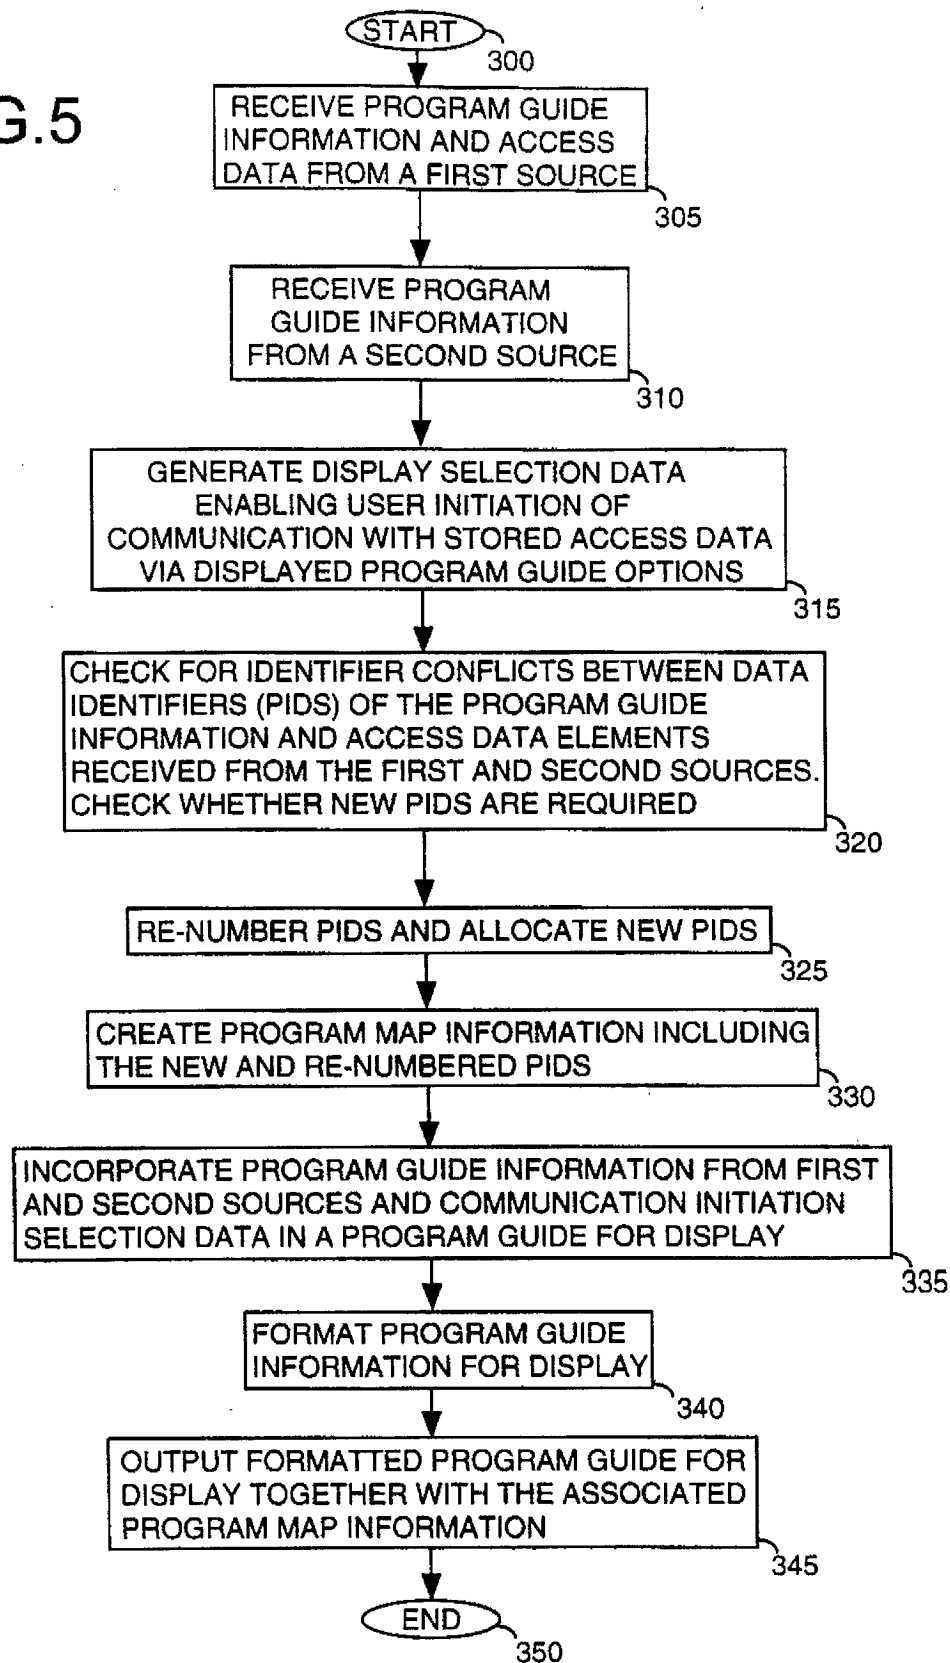 START
300
G.5
RECEIVE PROGRAM GUIDE
INFORMATION AND ACCESS
DATA FROM A FIRST SOURCE
305
RECEIVE PROGRAM
GUIDE INFORMATION
FROM A SECOND SOURCE
310
GENERATE DISPLAY SELECTION DATA
ENABLING USER INITIATION OF
COMMUNICATION WITH STORED ACCESS DATA
VIA DISPLAYED PROGRAM GUIDE OPTIONS
315
CHECK FOR IDENTIFIER CONFLICTS BETWEEN DATA
IDENTIFIERS (PIDS) OF THE PROGRAM GUIDE
INFORMATION AND ACCESS DATA ELEMENTS
RECEIVED FROM THE FIRST AND SECOND SOURCES.
CHECK WHETHER NEW PIDS ARE REQUIRED
320
RE-NUMBER PIDS AND ALLOCATE NEW PIDS
325
CREATE PROGRAM MAP INFORMATION INCLUDING
THE NEW AND RE-NUMBERED PIDS
330
INCORPORATE PROGRAM GUIDE INFORMATION FROM FIRST
AND SECOND SOURCES AND COMMUNICATION INITIATION
SELECTION DATA IN A PROGRAM GUIDE FOR DISPLAY
335
FORMAT PROGRAM GUIDE
INFORMATION FOR DISPLAY
340
OUTPUT FORMATTED PROGRAM GUIDE FOR
DISPLAY TOGETHER WITH THE ASSOCIATED
PROGRAM MAP INFORMATION
345
END
350